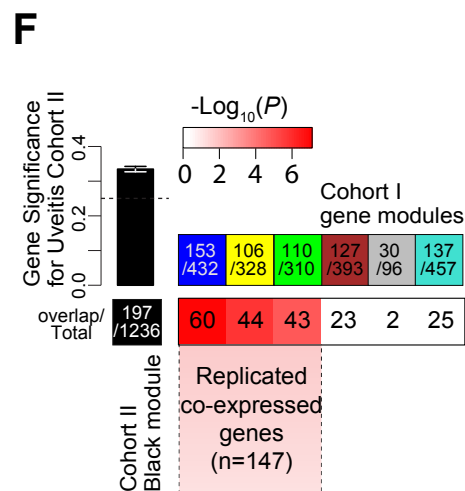 F
-Log10(P)
0 2 4 6
Gene Significance
for Uveitis Cohort II
0.0 0.2 0.4
Cohort I
gene modules
153 106 110 127 30 137
/432 /328 /310 /393 /96 /457
overlap/
Total
197
/1236
60 44 43 23 2 25
Cohort II
Black module
Replicated
co-expressed
genes
(n=147)